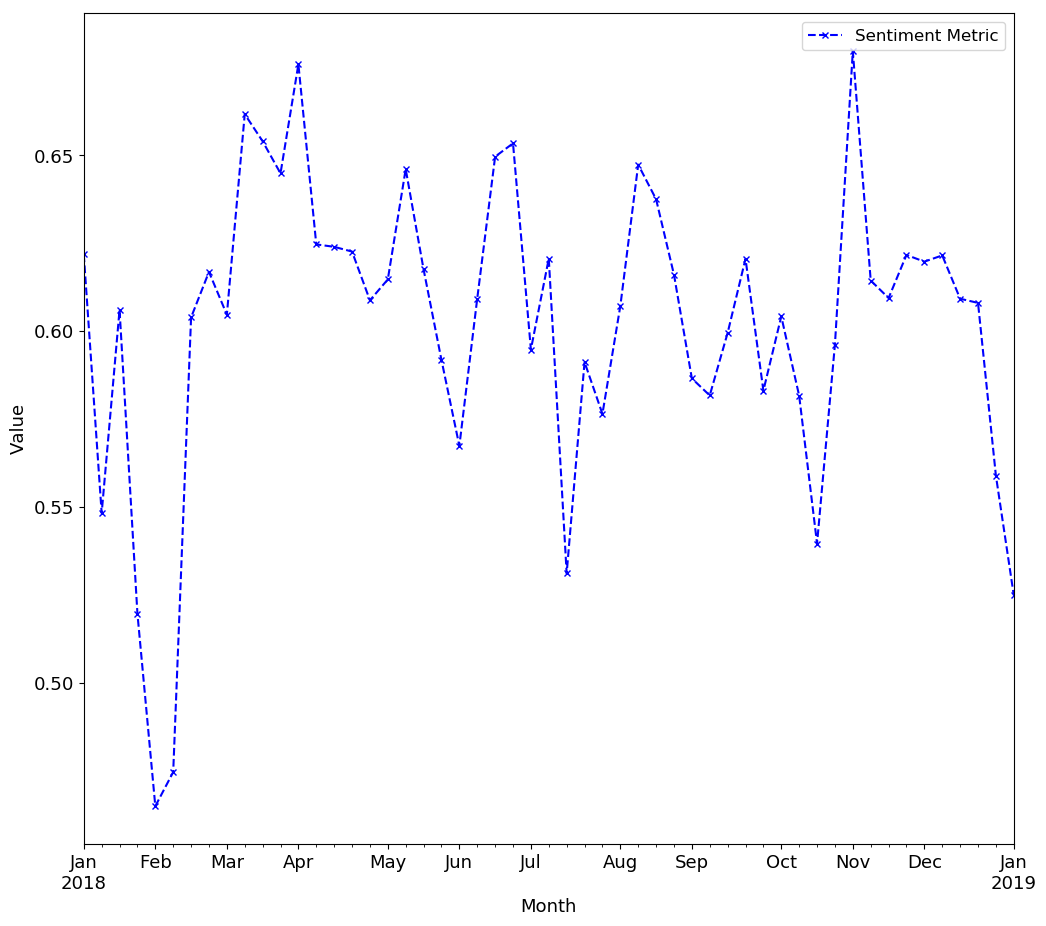 Sentiment Metric
0.65
0.60
0.55
0.50
Value
Jan Feb Mar Apr May Jun Jul Aug Sep Oct Nov Dec Jan
2018 2019
Month